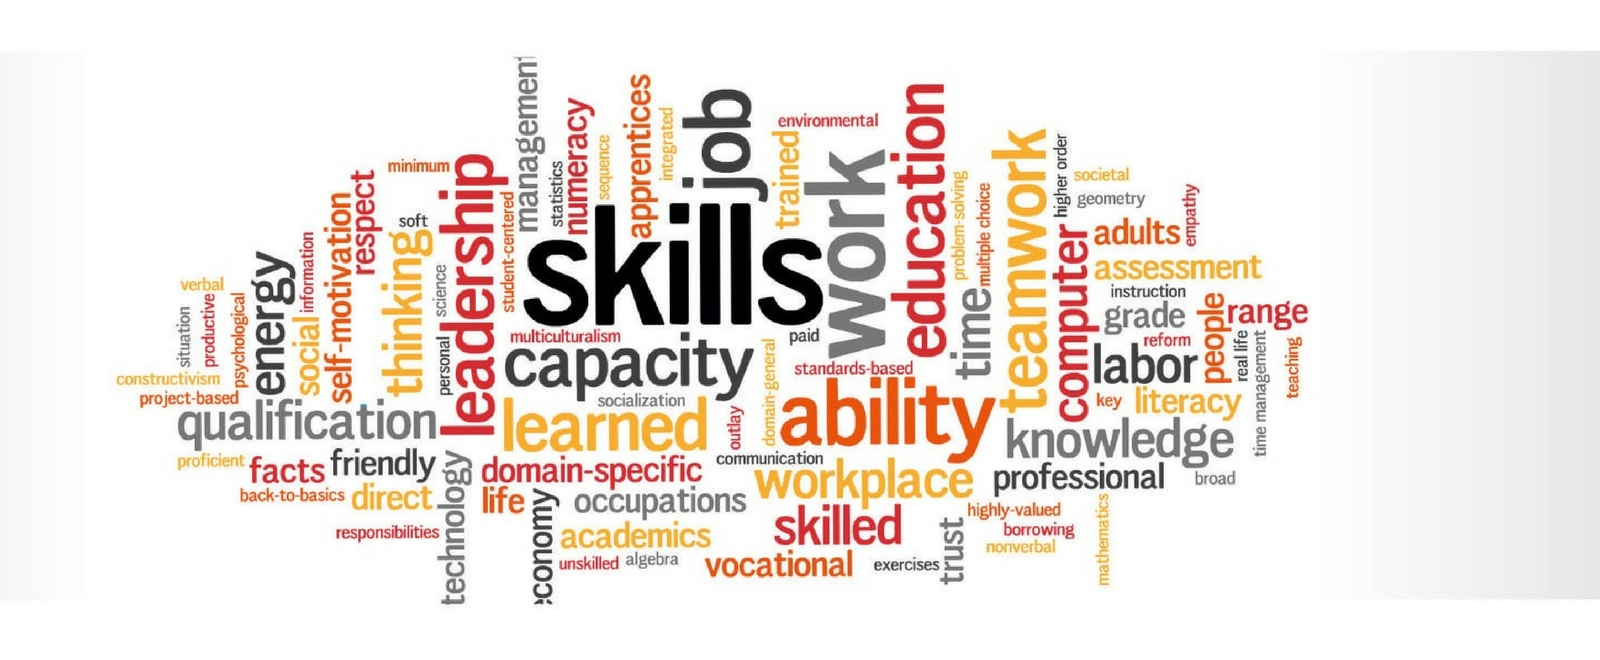 management
job
education
apprentices
numeracy
integrated
environmental
trained
sequence
statistics
work
teamwork
higher order
minimum
leadership
respect
societal
problem-solving
multiple choice
geometry
empathy
self-motivation
student-centered
soft
thinking
skills
adults
information
energy
science
assessment
verbal
time
computer
instruction
situation
productive
psychological
social
personal
multiculturalism
paid
grade
people
range
reform
real life
time management
teaching
capacity
domain-general
standards-based
labor
constructivism
project-based
socialization
ability
key
literacy
qualification
learned
outlay
knowledge
proficient
facts
friendly
technology
domain-specific
communication
workplace
professional
broad
back-to-basics
direct
life
economy
occupations
highly-valued
mathematics
responsibilities
academics
skilled
trust
borrowing
nonverbal
unskilled
algebra
vocational
exercises